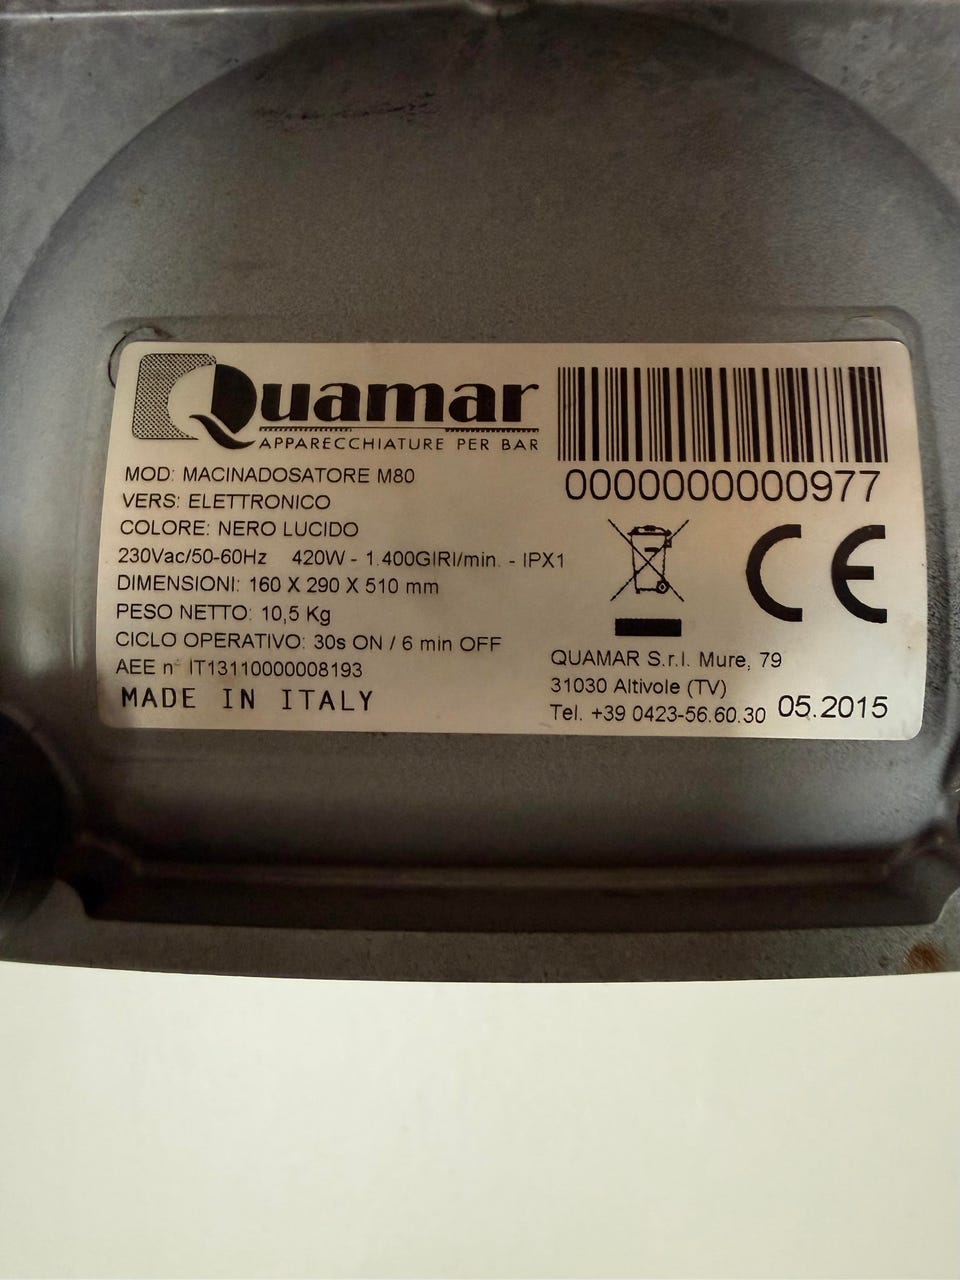 Quamar
APPARECCHIATURE PER BAR
MOD: MACINADOSATORE M80
VERS: ELETTRONICO
COLORE: NERO LUCIDO
230Vac/50-60Hz 420W - 1.400GIRI/min. - IPX1
DIMENSIONI: 160 X 290 X 510 mm
PESO NETTO: 10,5 Kg
CICLO OPERATIVO: 30s ON / 6 min OFF
AEE n° IT13110000008193
MADE IN ITALY
0000000000977
CE
QUAMAR S.r.l. Mure, 79
31030 Altivole (TV)
Tel. +39 0423-56.60.30 05.2015